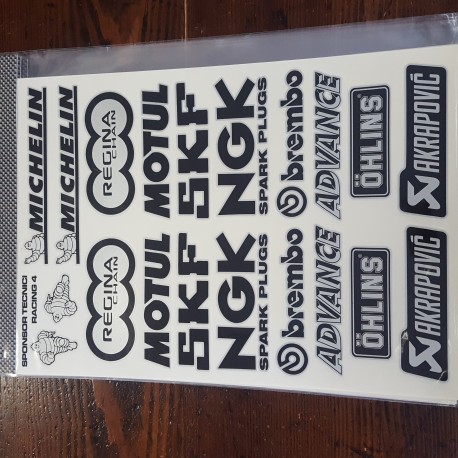 SPONSOR TECNICI
RACING 4
MICHELIN
MICHELIN
REGINA
CHAIN
REGINA
CHAIN
MOTUL
MOTUL
SKF
SKF
NGK
SPARK PLUGS
NGK
SPARK PLUGS
brembo
brembo
ADVANCE
ADVANCE
ÖHLINS
ÖHLINS
AKRAPOVIČ
AKRAPOVIČ